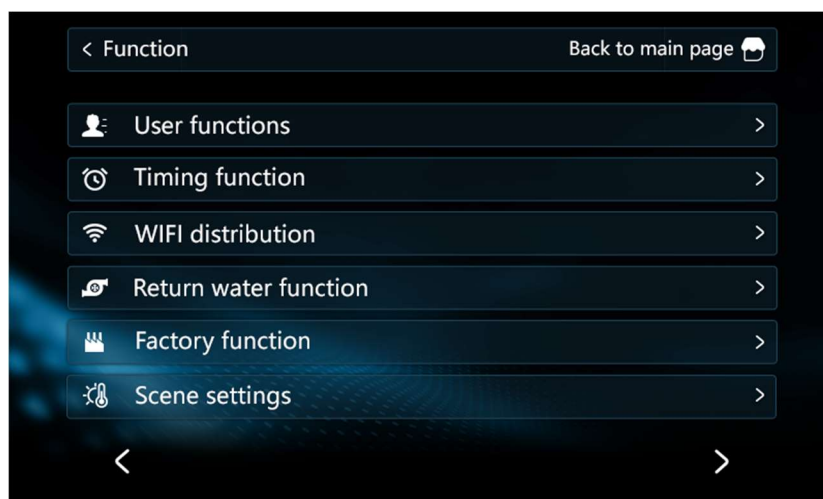 < Function
Back to main page
User functions >
Timing function >
WIFI distribution >
Return water function >
Factory function >
Scene settings >
< >